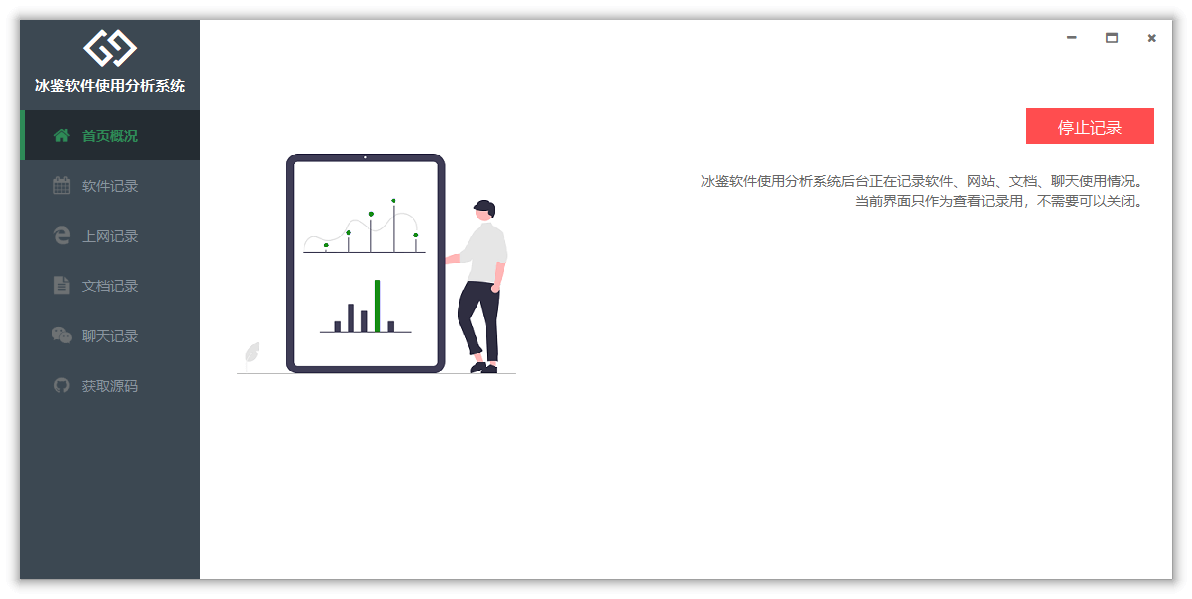 冰鉴软件使用分析系统
首页概况
软件记录
上网记录
文档记录
聊天记录
获取源码
停止记录
冰鉴软件使用分析系统后台正在记录软件、网站、文档、聊天使用情况。
当前界面只作为查看记录用，不需要可以关闭。